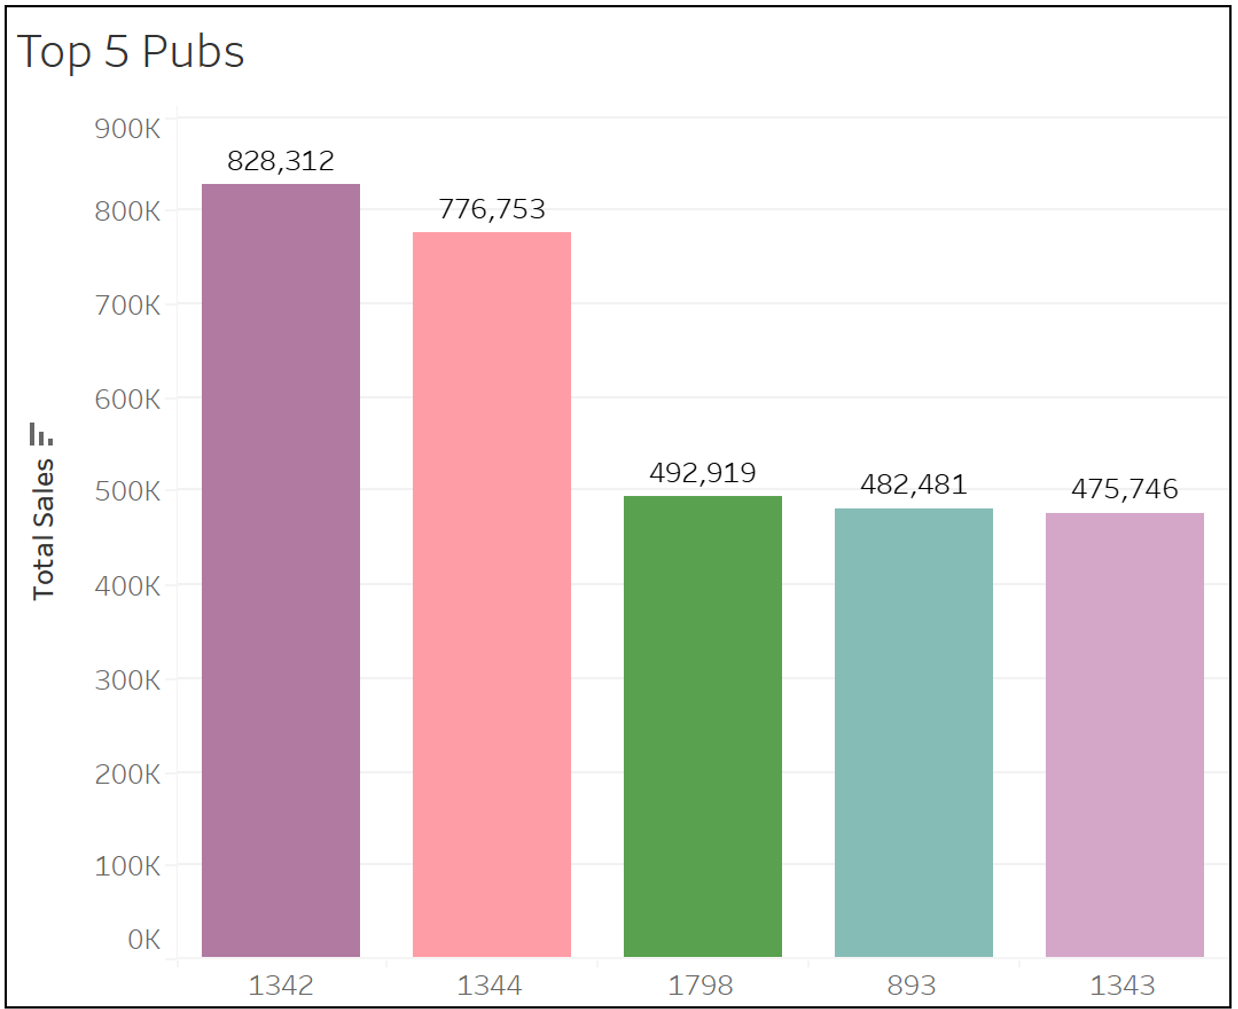 Top 5 Pubs
900K
800K
700K
600K
500K
400K
300K
200K
100K
0K
Total Sales
828,312
776,753
492,919
482,481
475,746
1342
1344
1798
893
1343